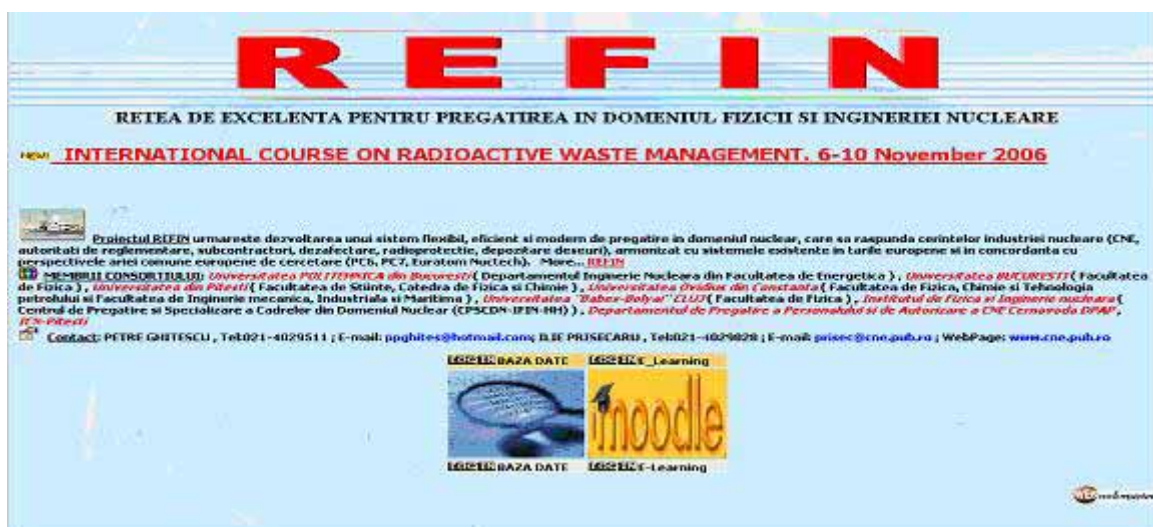 REFIN
RETEA DE EXCELENTA PENTRU PREGATIREA IN DOMENIUL FIZICII SI INGINERIEI NUCLEARE
NEW! INTERNATIONAL COURSE ON RADIOACTIVE WASTE MANAGEMENT. 6-10 November 2006
Proiectul REFIN urmareste dezvoltarea unui sistem flexibil, eficient si modern de pregatire in domeniul nuclear, care sa raspunda cerintelor industriei nucleare (CNE,
autoritati de reglementare, subcontractori, dezafectare, radioprotectie, depozitare deseuri), armonizat cu sistemele existente in tarile europene si in concordanta cu
perspectivele ariei comune europene de cercetare (PC6, PC7, Euratom Nuctech). More... REFIN
MEMBRII CONSORTIULUI: Universitatea POLITEHNICA din Bucuresti( Departamentul Inginerie Nucleara din Facultatea de Energetica ) , Universitatea BUCURESTI( Facultatea
de Fizica ) , Universitatea din Pitesti( Facultatea de Stiinte, Catedra de Fizica si Chimie ) , Universitatea Ovidius din Constanta( Facultatea de Fizica, Chimie si Tehnologia
petrolului si Facultatea de Inginerie mecanica, Industriala si Maritima ) , Universitatea "Babes-Bolyai" CLUJ( Facultatea de Fizica ) , Institutul de Fizica si Inginerie nucleara(
Centrul de Pregatire si Specializare a Cadrelor din Domeniul Nuclear (CPSCDN-IFIN-HH) ) , Departamentul de Pregatire a Personalului si de Autorizare a CNE Cernavoda DPAP ,
ICN-Pitesti
Contact: PETRE GHITESCU , Tel:021-4029511 ; E-mail: ppghites@hotmail.com; ILIE PRISECARU , Tel:021-4029828 ; E-mail: prisec@cne.pub.ro ; WebPage: www.cne.pub.ro
LOGIN BAZA DATE LOGIN E_Learning
moodle
LOGIN BAZA DATE LOGIN E-Learning